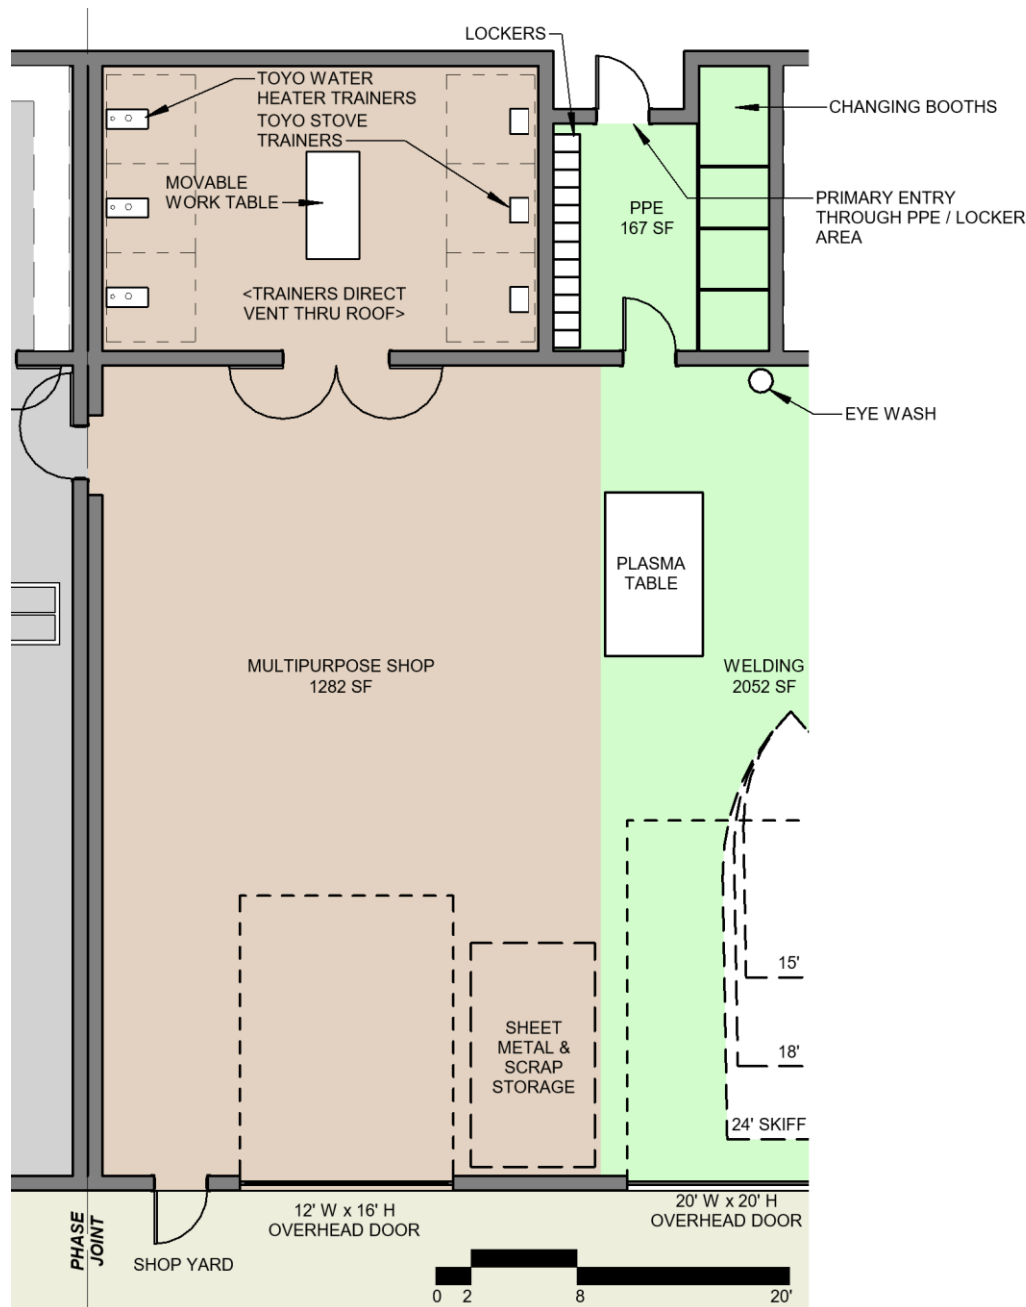 LOCKERS
TOYO WATER
HEATER TRAINERS
TOYO STOVE
TRAINERS
CHANGING BOOTHS
MOVABLE
WORK TABLE
PRIMARY ENTRY
THROUGH PPE / LOCKER
AREA
PPE
167 SF
<TRAINERS DIRECT
VENT THRU ROOF>
EYE WASH
PLASMA
TABLE
MULTIPURPOSE SHOP
1282 SF
WELDING
2052 SF
15'
SHEET
METAL &
SCRAP
STORAGE
18'
24' SKIFF
12' W x 16' H
OVERHEAD DOOR
20' W x 20' H
OVERHEAD DOOR
PHASE
JOINT
SHOP YARD
0 2 8 20'